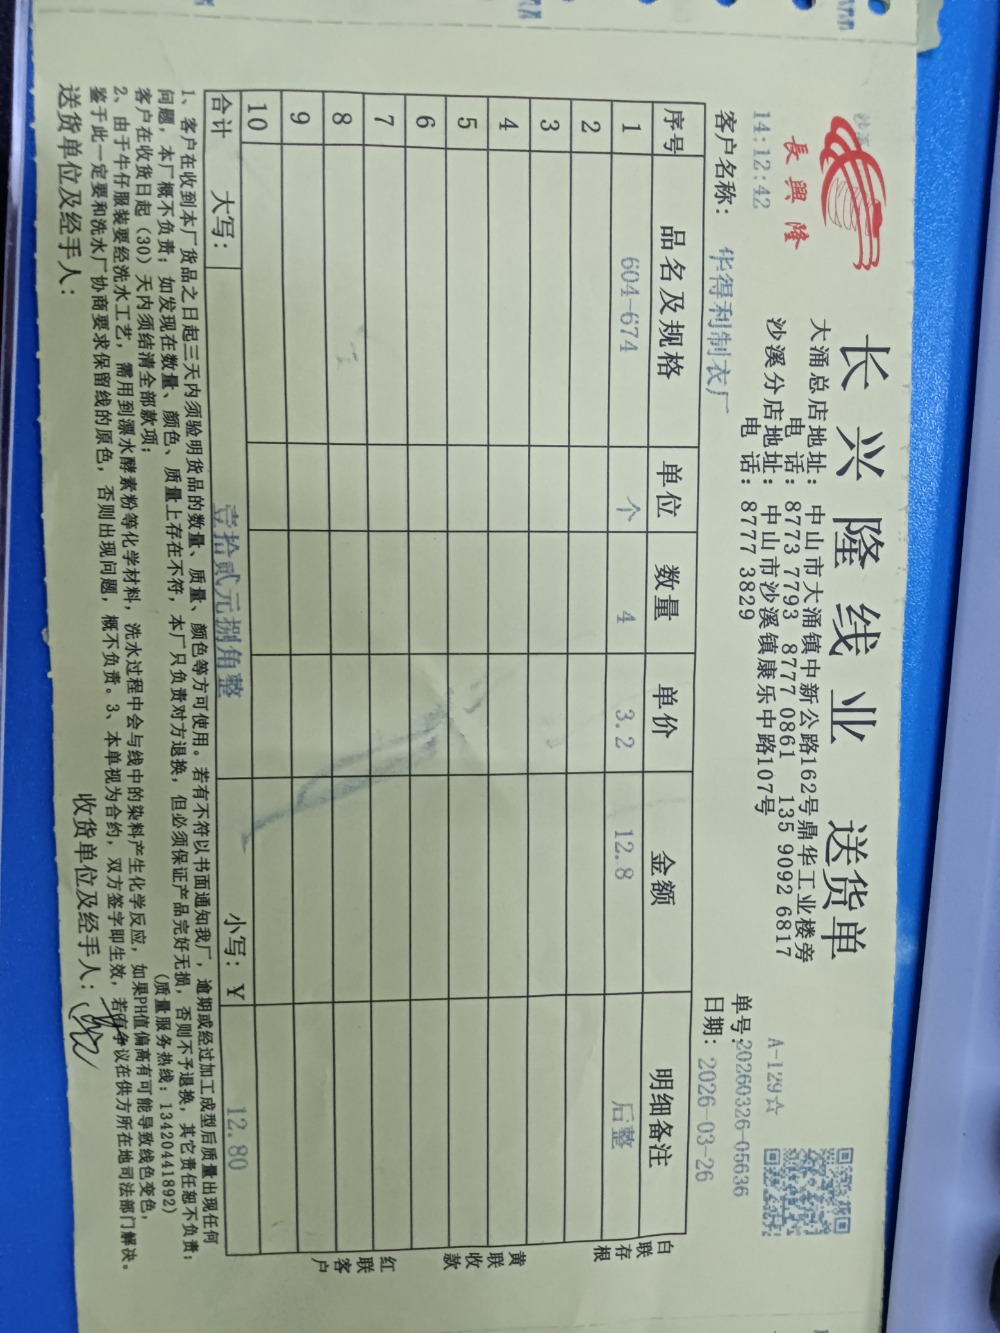 長興隆
长兴隆线业 送货单
大涌总店地址：中山市大涌镇中新公路162号鼎华工业楼旁
电话：8773 7793 8777 0861 135 9092 6817
沙溪分店地址：中山市沙溪镇康乐中路107号
电话：8777 3829
A-129☆
14:12:42
单号：20260326-05636
客户名称：华得利制衣厂
日期：2026-03-26
序号 品名及规格 单位 数量 单价 金额 明细备注
1 604-674 个 4 3.2 12.8 后整
2
3
4
5
6
7
8
9
10
合计 大写：壹拾贰元捌角整 小写：¥ 12.80
白联存根
黄联收款
红联客户
1、客户在收到本厂货品之日起三天内须验明货品的数量、质量、颜色等方可使用。若有不符以书面通知我厂，逾期或经过加工成型后质量出现任何
问题，本厂概不负责；如发现在数量、颜色、质量上存在不符，本厂只负责对方退换，但必须保证产品完好无损，否则不予退换，其它责任恕不负责；
客户在收货日起（30）天内须结清全部款项； （质量服务热线：13420441892）
2、由于牛仔服装要经洗水工艺，需用到漂水酵素粉等化学材料，洗水过程中会与线中的染料产生化学反应，如果PH值偏高有可能导致线色变色，
鉴于此一定要和洗水厂协商要求保留线的原色，否则出现问题，概不负责。3、本单视为合约，双方签字即生效，若有争议在供方所在地司法部门解决。
送货单位及经手人： 收货单位及经手人：